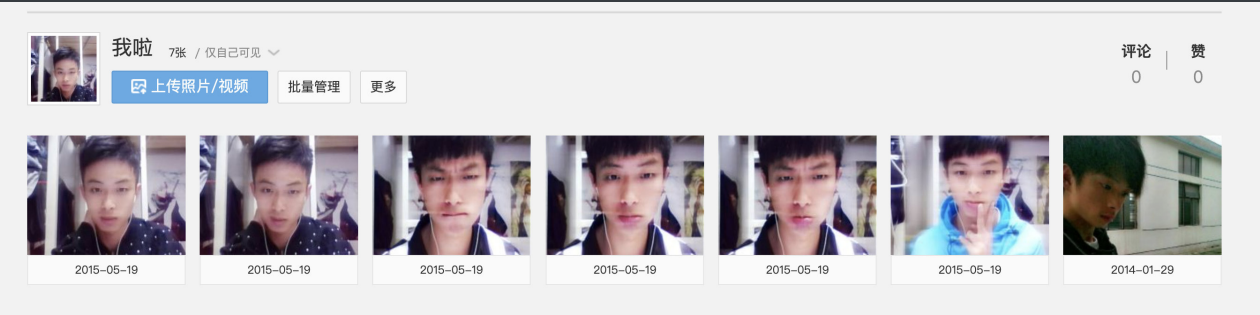 我啦 7张 / 仅自己可见
上传照片/视频 批量管理 更多
评论 赞
0 0
2015-05-19 2015-05-19 2015-05-19 2015-05-19 2015-05-19 2015-05-19 2014-01-29